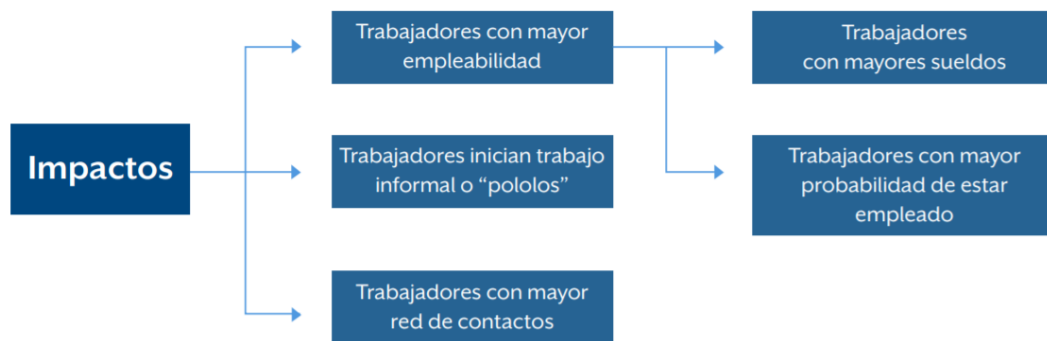 Impactos
Trabajadores con mayor
empleabilidad
Trabajadores inician trabajo
informal o “pololos”
Trabajadores con mayor
red de contactos
Trabajadores
con mayores sueldos
Trabajadores con mayor
probabilidad de estar
empleado